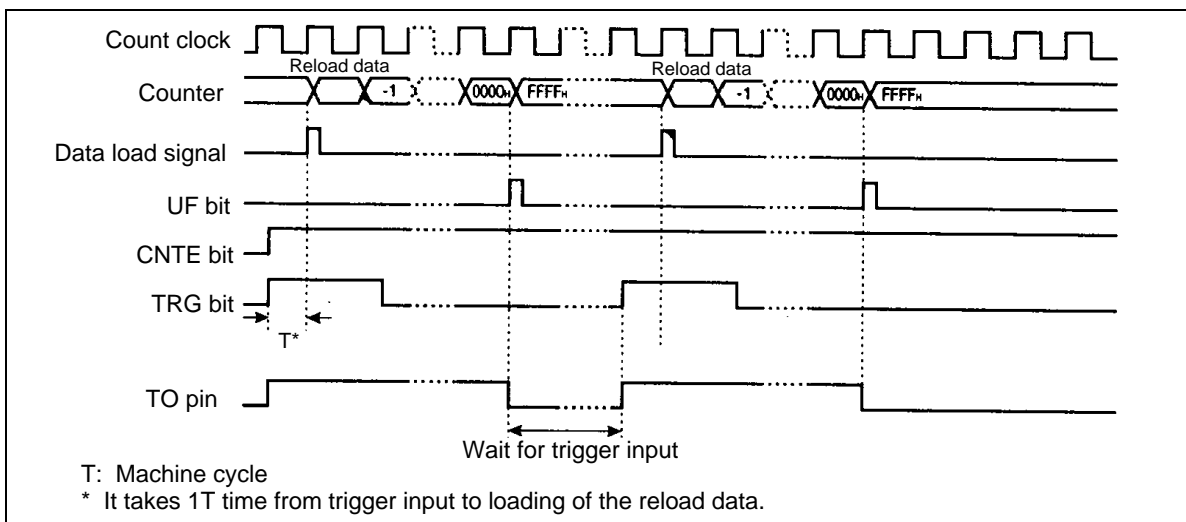 Count clock
Reload data Reload data
Counter -1 0000H FFFFH -1 0000H FFFFH
Data load signal
UF bit
CNTE bit
TRG bit
T*
TO pin
Wait for trigger input
T: Machine cycle
* It takes 1T time from trigger input to loading of the reload data.